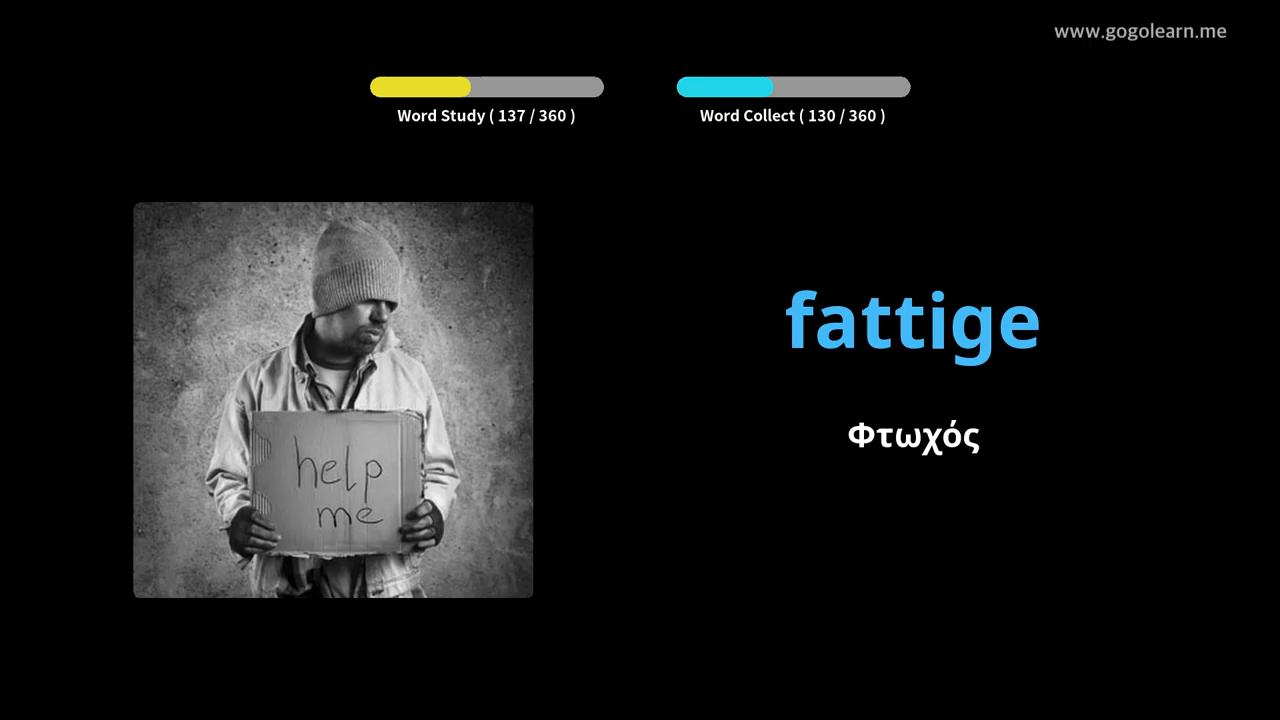 www.gogolearn.me
Word Study ( 137 / 360 )
Word Collect ( 130 / 360 )
help
me
fattige
Φτωχός